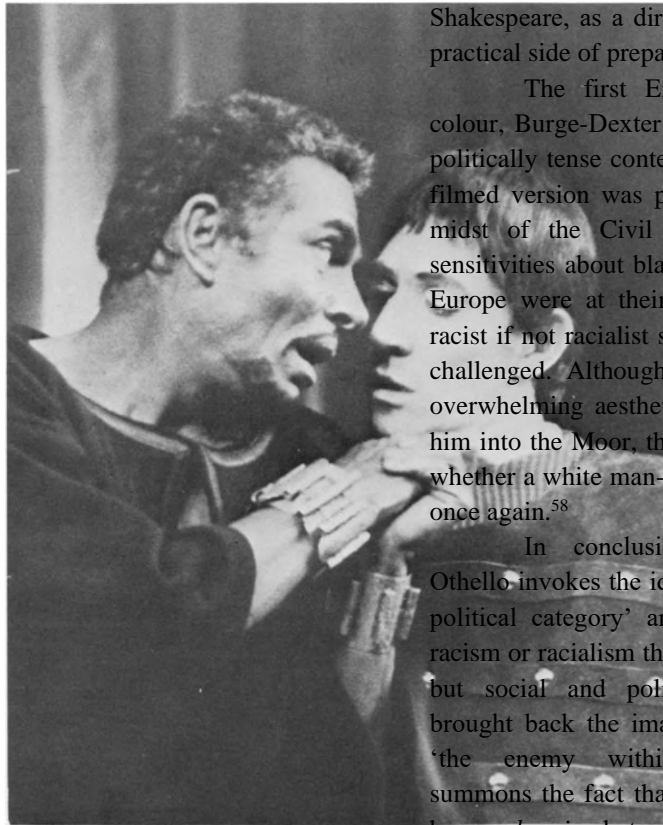 Shakespeare, as a dir
practical side of prepa
The first E
colour, Burge-Dexter
politically tense conte
filmed version was p
midst of the Civil
sensitivities about bla
Europe were at their
racist if not racialist s
challenged. Although
overwhelming aesthe
him into the Moor, th
whether a white man-
once again.58
In conclusi
Othello invokes the id
political category’ a
racism or racialism th
but social and poli
brought back the ima
‘the enemy withi
summons the fact tha